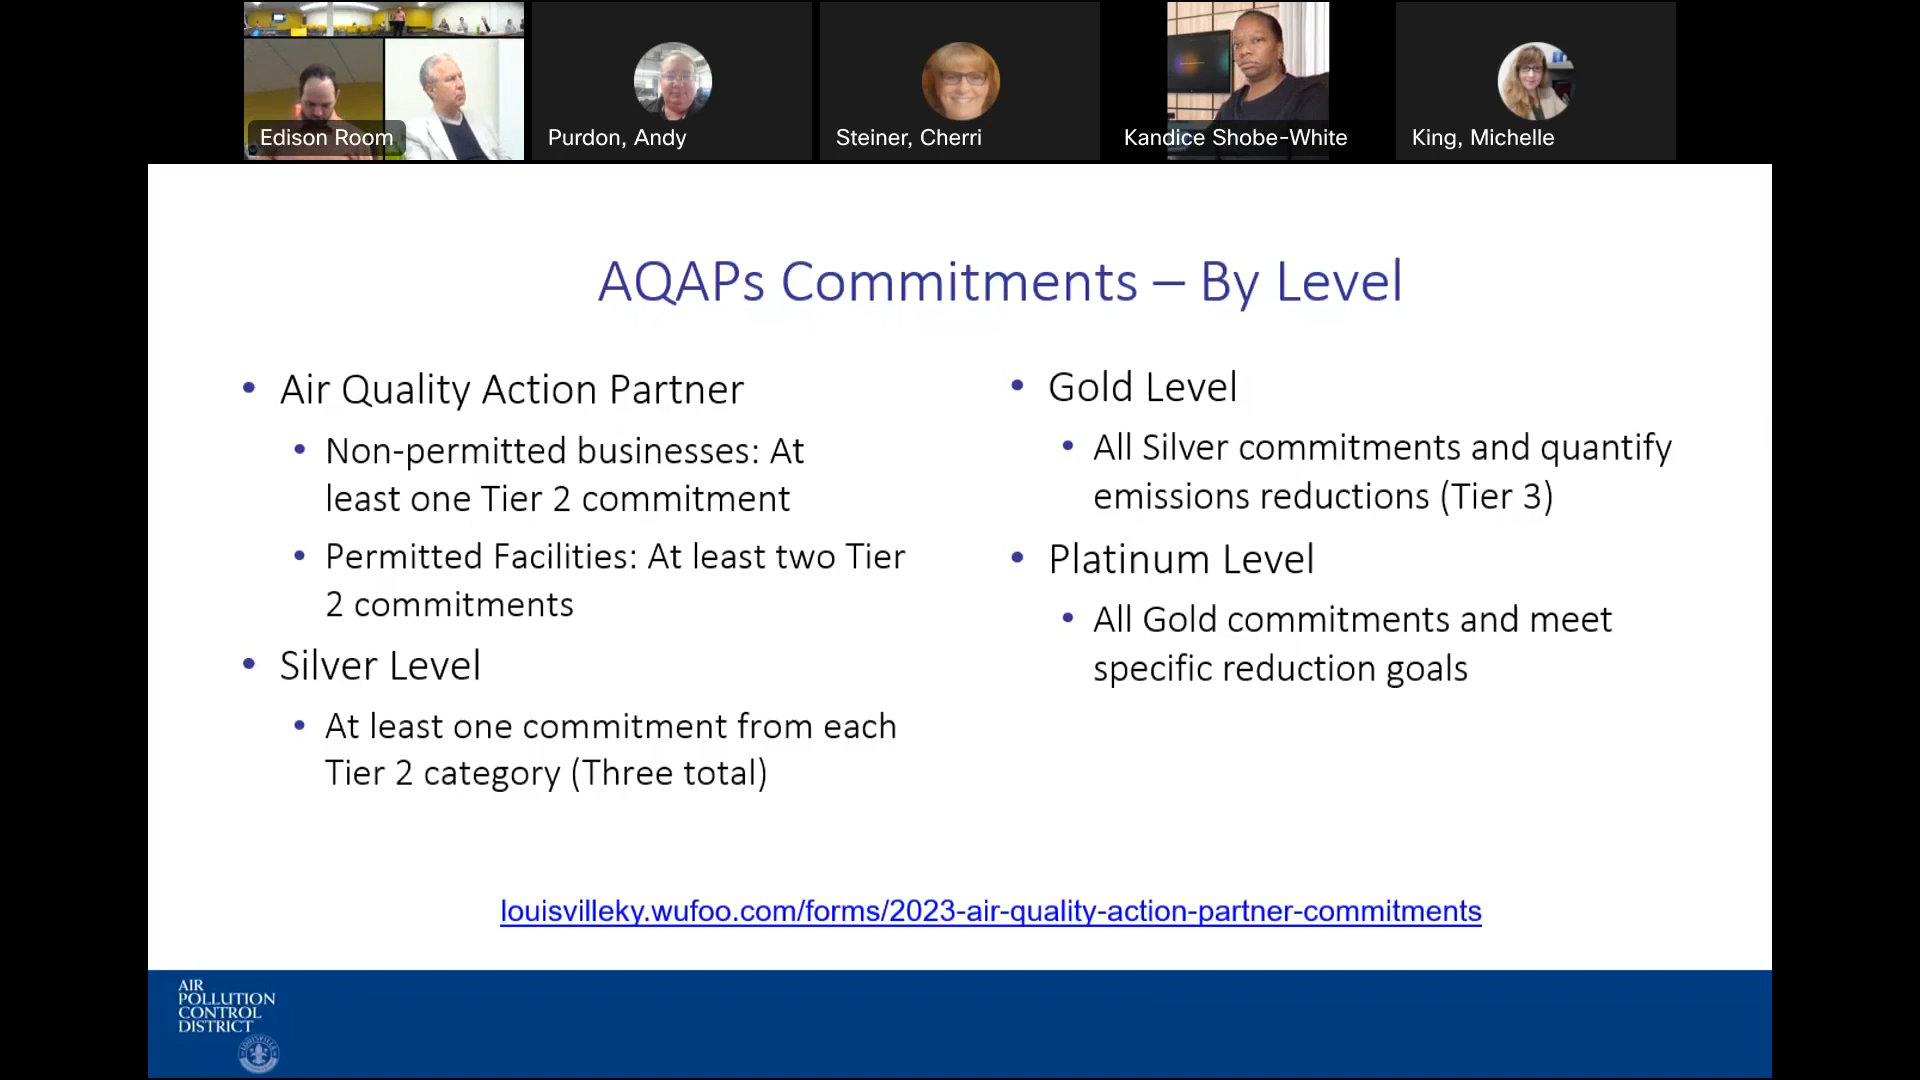 Edison Room
Purdon, Andy
Steiner, Cherri
Kandice Shobe-White
King, Michelle
AQAPs Commitments – By Level
• Air Quality Action Partner
• Non-permitted businesses: At
least one Tier 2 commitment
• Permitted Facilities: At least two Tier
2 commitments
• Silver Level
• At least one commitment from each
Tier 2 category (Three total)
• Gold Level
• All Silver commitments and quantify
emissions reductions (Tier 3)
• Platinum Level
• All Gold commitments and meet
specific reduction goals
louisvilleky.wufoo.com/forms/2023-air-quality-action-partner-commitments
AIR
POLLUTION
CONTROL
DISTRICT
LOUISVILLE